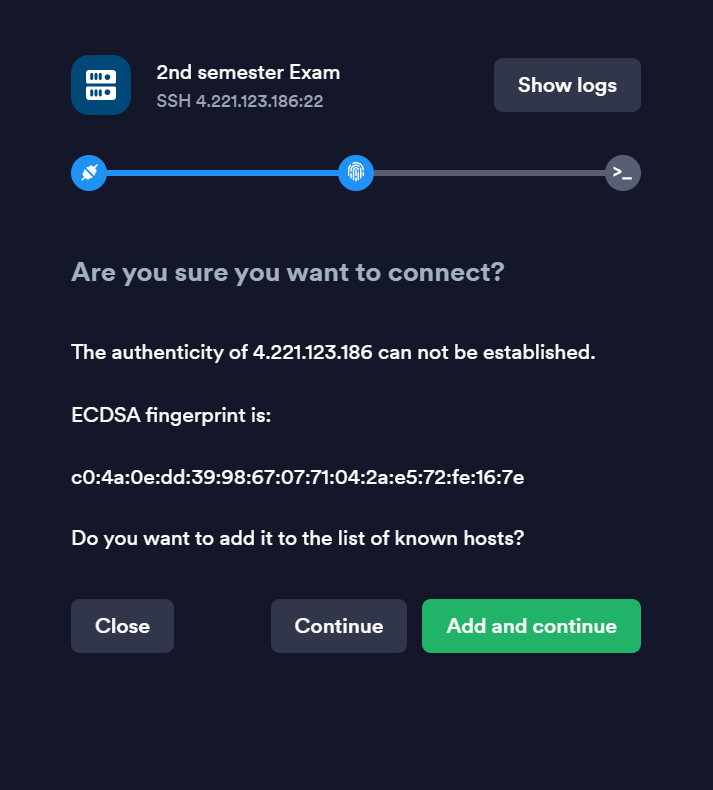 2nd semester Exam
SSH 4.221.123.186:22
Show logs
>_
Are you sure you want to connect?
The authenticity of 4.221.123.186 can not be established.
ECDSA fingerprint is:
c0:4a:0e:dd:39:98:67:07:71:04:2a:e5:72:fe:16:7e
Do you want to add it to the list of known hosts?
Close
Continue
Add and continue